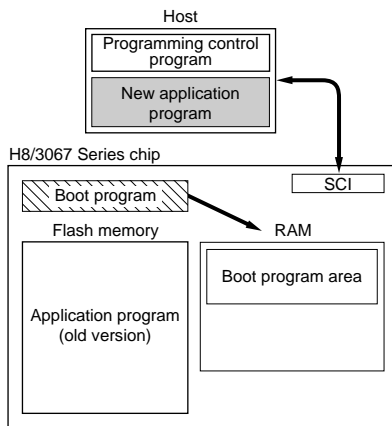 Host
Programming control
program
New application
program
H8/3067 Series chip
SCI
Boot program
Flash memory
RAM
Boot program area
Application program
(old version)